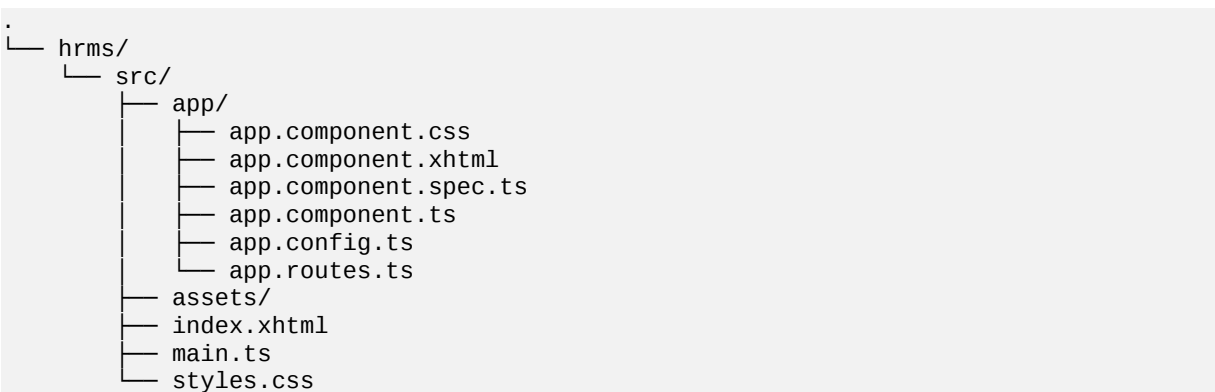 .
└── hrms/
    └── src/
        ├── app/
        │   ├── app.component.css
        │   ├── app.component.xhtml
        │   ├── app.component.spec.ts
        │   ├── app.component.ts
        │   ├── app.config.ts
        │   └── app.routes.ts
        ├── assets/
        ├── index.xhtml
        ├── main.ts
        └── styles.css